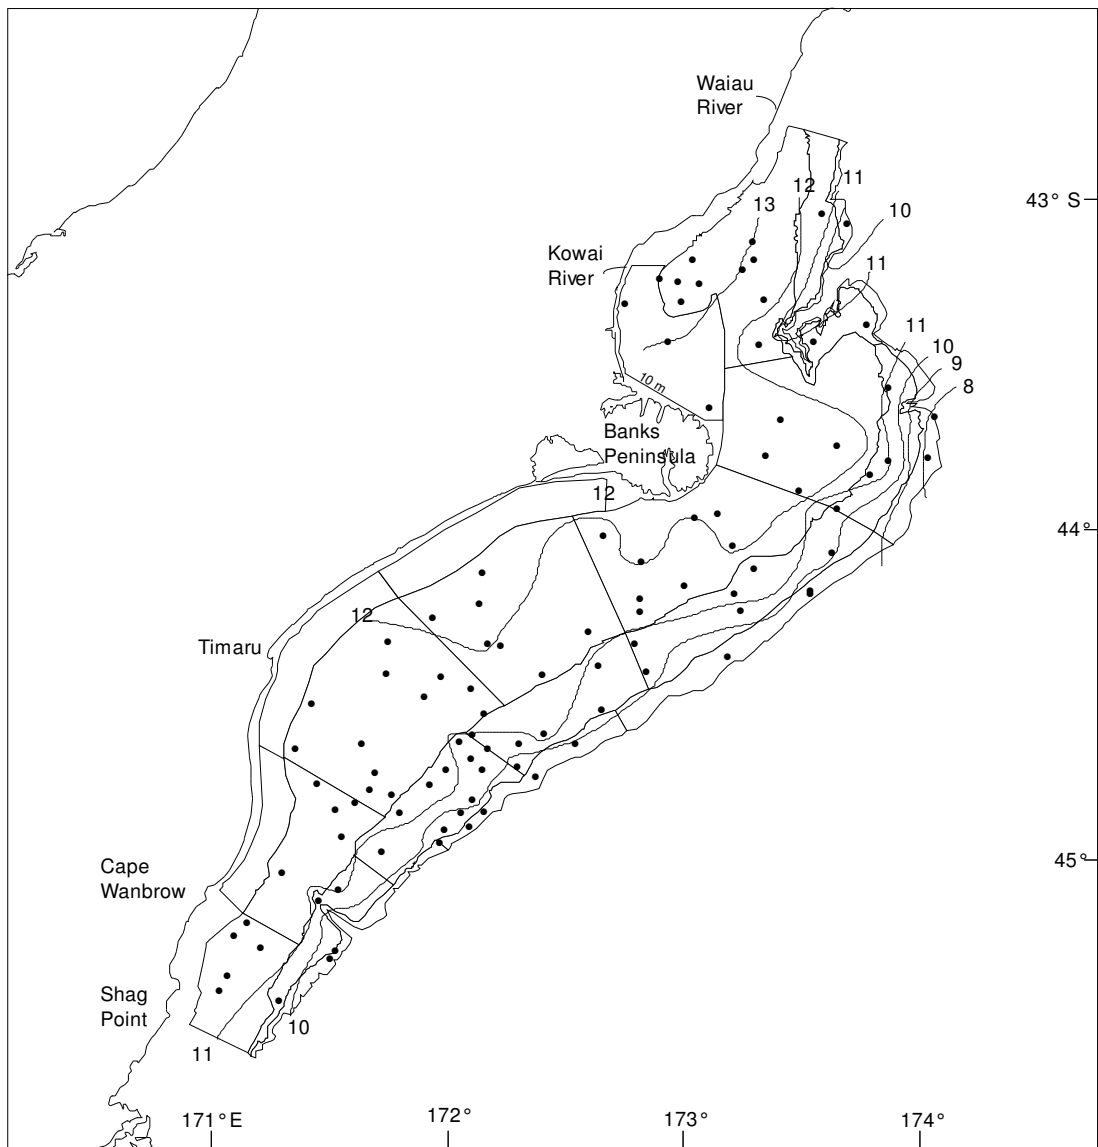 Waiau
River
11
12
43° S
13
10
Kowai
River
11
11
10
9
10 m
8
Banks
Peninsula
12
44°
12
Timaru
45°
Cape
Wanbrow
Shag
Point
10
11
171° E
172°
173°
174°